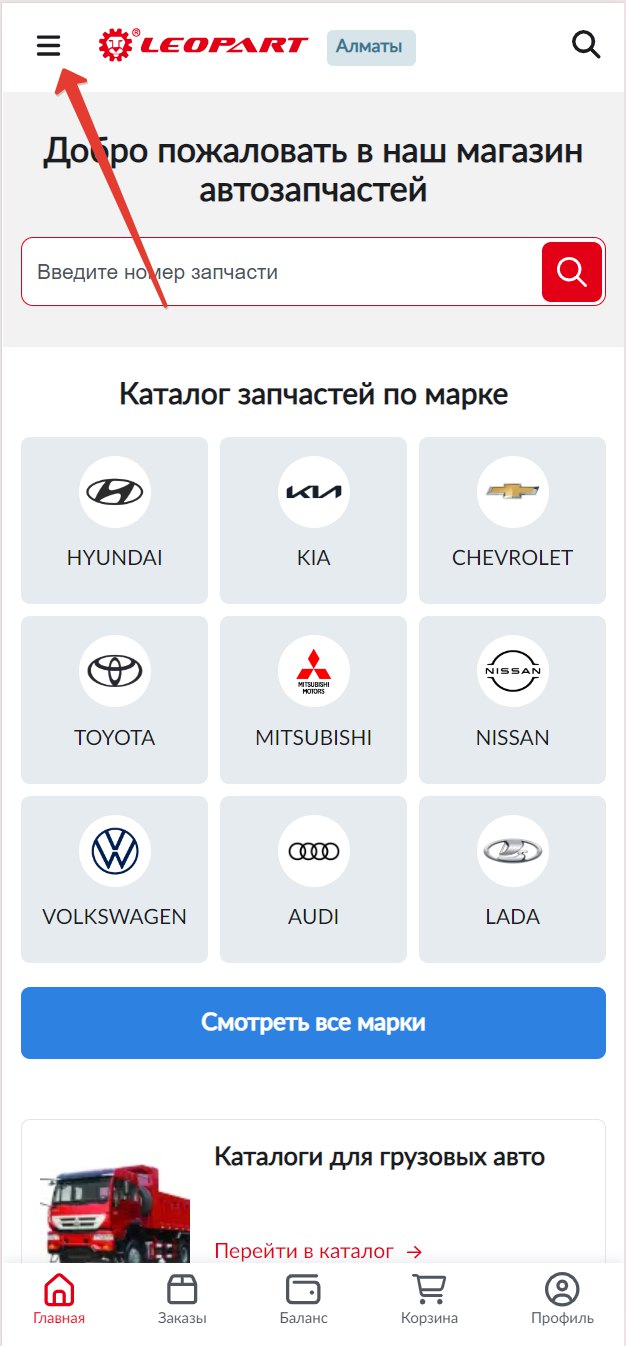 LEOPART®
Алматы
Добро пожаловать в наш магазин
автозапчастей
Введите номер запчасти
Каталог запчастей по марке
KIA
NISSAN
MITSUBISHI
MOTORS
HYUNDAI
KIA
CHEVROLET
TOYOTA
MITSUBISHI
NISSAN
VOLKSWAGEN
AUDI
LADA
Смотреть все марки
Каталоги для грузовых авто
Перейти в каталог →
Главная
Заказы
Баланс
Корзина
Профиль